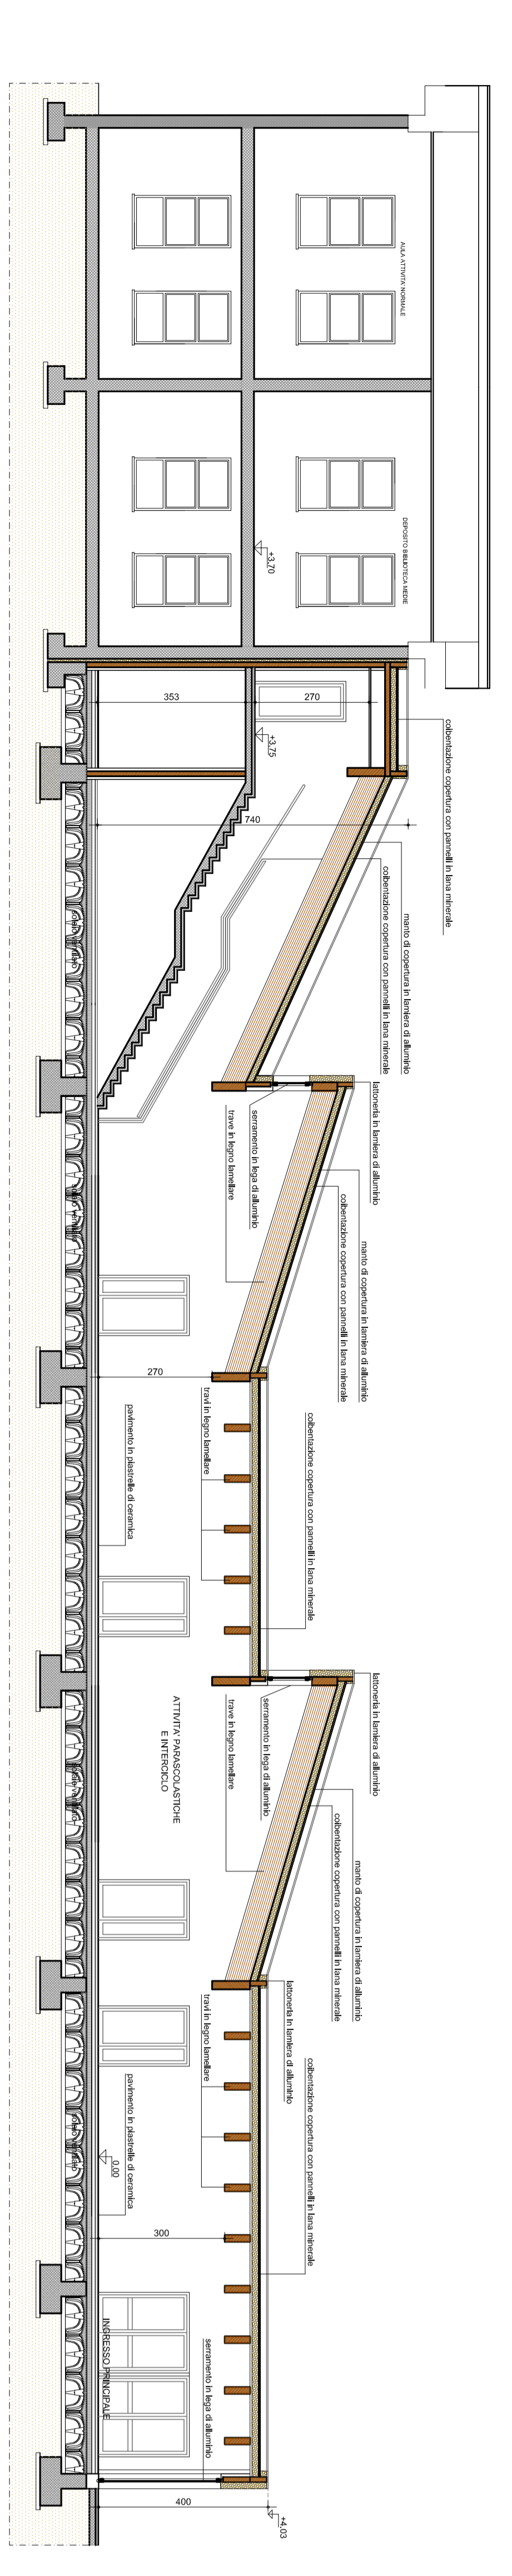 AULA ATTIVITA' NORMALE
DEPOSITO BIBLIOTECA MEDIE
+3,70
353
270
+3,75
740
coibentazione copertura con pannelli in lana minerale
manto di copertura in lamiera di alluminio
coibentazione copertura con pannelli in lana minerale
lattoneria in lamiera di alluminio
serramento in lega di alluminio
trave in legno lamellare
manto di copertura in lamiera di alluminio
coibentazione copertura con pannelli in lana minerale
270
travi in legno lamellare
pavimento in piastrelle di ceramica
coibentazione copertura con pannelli in lana minerale
lattoneria in lamiera di alluminio
serramento in lega di alluminio
trave in legno lamellare
ATTIVITA' PARASCOLASTICHE
E INTERCICLO
manto di copertura in lamiera di alluminio
coibentazione copertura con pannelli in lana minerale
lattoneria in lamiera di alluminio
travi in legno lamellare
coibentazione copertura con pannelli in lana minerale
pavimento in piastrelle di ceramica
0.00
300
INGRESSO PRINCIPALE
serramento in lega di alluminio
400
+4,03